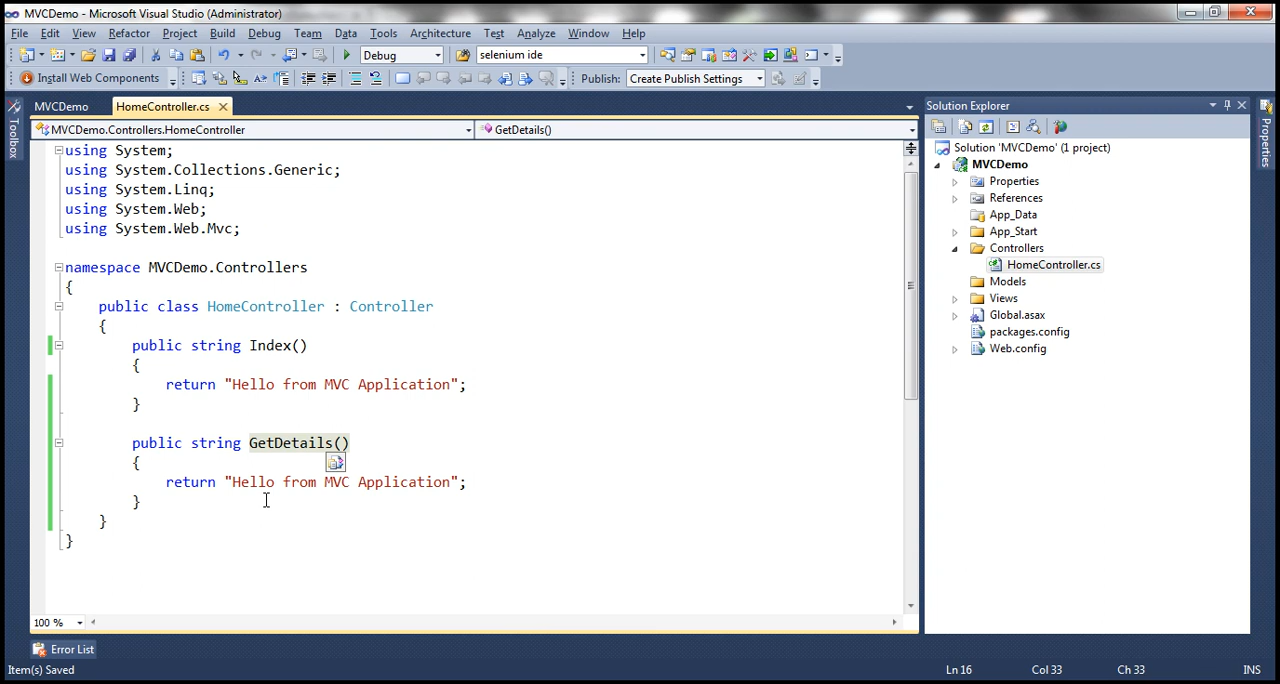 MVCDemo - Microsoft Visual Studio (Administrator)
File Edit View Refactor Project Build Debug Team Data Tools Architecture Test Analyze Window Help
Debug selenium ide
Install Web Components Publish: Create Publish Settings
MVCDemo HomeController.cs
Toolbox
MVCDemo.Controllers.HomeController GetDetails()
using System;
using System.Collections.Generic;
using System.Linq;
using System.Web;
using System.Web.Mvc;
namespace MVCDemo.Controllers
{
public class HomeController : Controller
{
public string Index()
{
return "Hello from MVC Application";
}
public string GetDetails()
{
return "Hello from MVC Application";
}
}
}
100 %
Solution Explorer
Properties
Solution 'MVCDemo' (1 project)
MVCDemo
Properties
References
App_Data
App_Start
Controllers
HomeController.cs
Models
Views
Global.asax
packages.config
Web.config
Error List
Item(s) Saved Ln 16 Col 33 Ch 33 INS